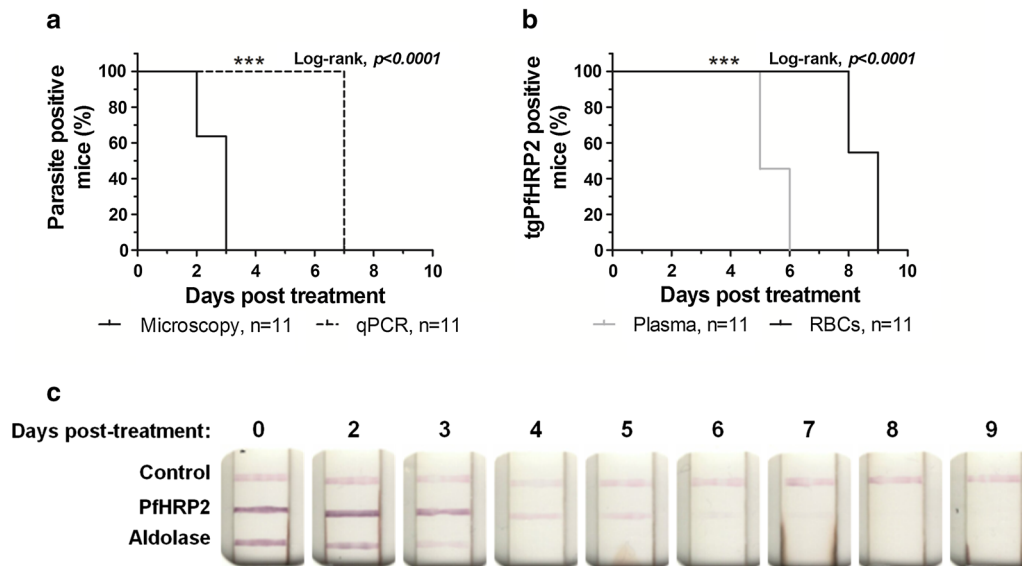 a
b
*** Log-rank, p<0.0001
*** Log-rank, p<0.0001
Parasite positive
mice (%)
100
80
60
40
20
0
0 2 4 6 8 10
Days post treatment
Microscopy, n=11 qPCR, n=11
tgPfHRP2 positive
mice (%)
100
80
60
40
20
0
0 2 4 6 8 10
Days post treatment
Plasma, n=11 RBCs, n=11
c
Days post-treatment: 0 2 3 4 5 6 7 8 9
Control
PfHRP2
Aldolase